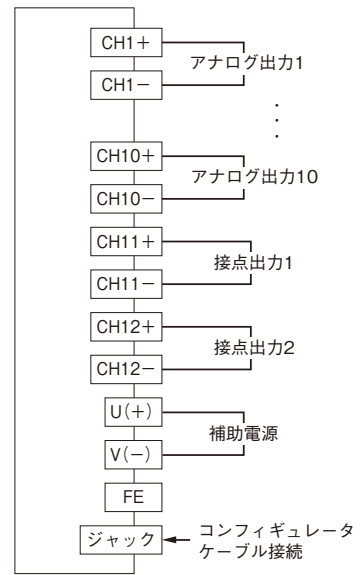 CH1+
アナログ出力1
CH1−
CH10+
アナログ出力10
CH10−
CH11+
接点出力1
CH11−
CH12+
接点出力2
CH12−
U(+)
補助電源
V(−)
FE
ジャック
コンフィギュレータ
ケーブル接続